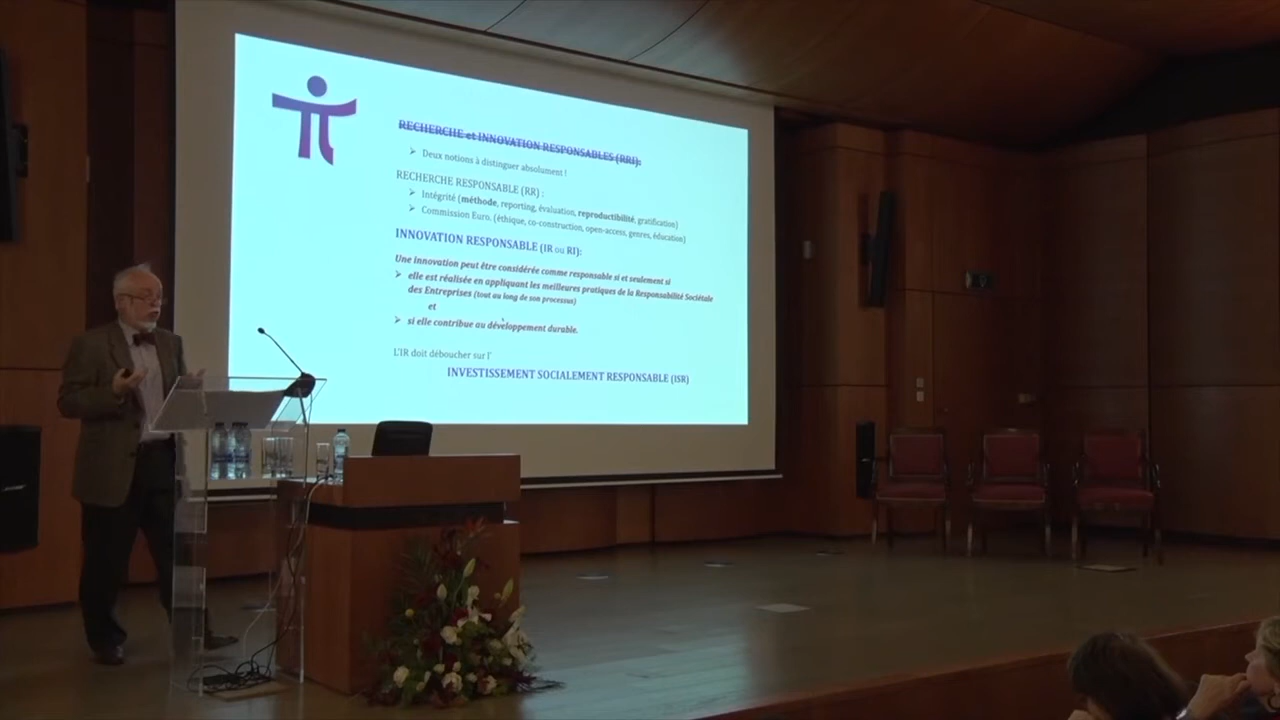 RECHERCHE et INNOVATION RESPONSABLES (RRI):
➢ Deux notions à distinguer absolument !
RECHERCHE RESPONSABLE (RR) :
➢ Intégrité (méthode, reporting, évaluation, reproductibilité, gratification)
➢ Commission Euro. (éthique, co-construction, open-access, genres, éducation)
INNOVATION RESPONSABLE (IR ou RI):
Une innovation peut être considérée comme responsable si et seulement si
➢ elle est réalisée en appliquant les meilleures pratiques de la Responsabilité Sociétale
des Entreprises (tout au long de son processus)
et
➢ si elle contribue au développement durable.
L'IR doit déboucher sur l'
INVESTISSEMENT SOCIALEMENT RESPONSABLE (ISR)